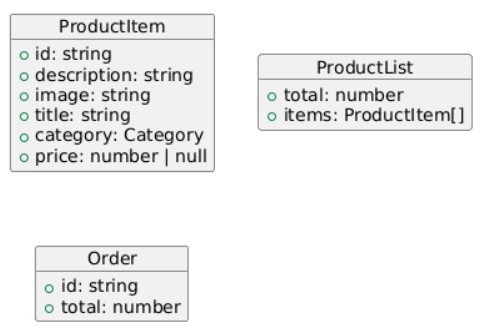 ProductItem
id: string
description: string
image: string
title: string
category: Category
price: number | null
ProductList
total: number
items: ProductItem[]
Order
id: string
total: number